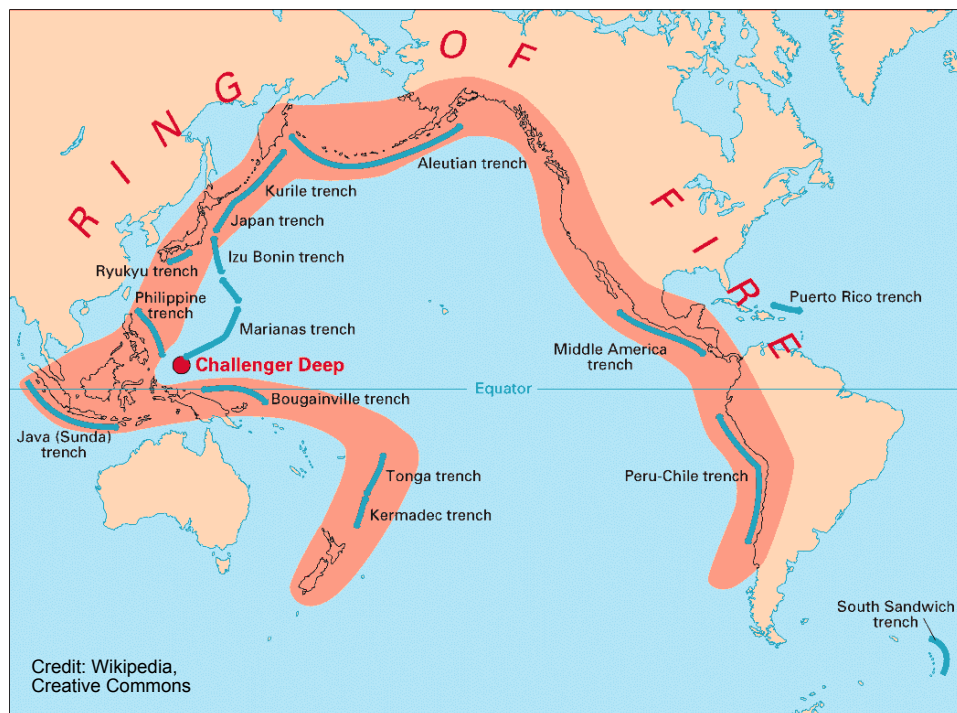 RING OF FIRE
Aleutian trench
Kurile trench
Japan trench
Izu Bonin trench
Ryukyu trench
Philippine
trench
Marianas trench
Challenger Deep
Puerto Rico trench
Middle America
trench
Equator
Bougainville trench
Java (Sunda)
trench
Tonga trench
Kermadec trench
Peru-Chile trench
South Sandwich
trench
Credit: Wikipedia,
Creative Commons